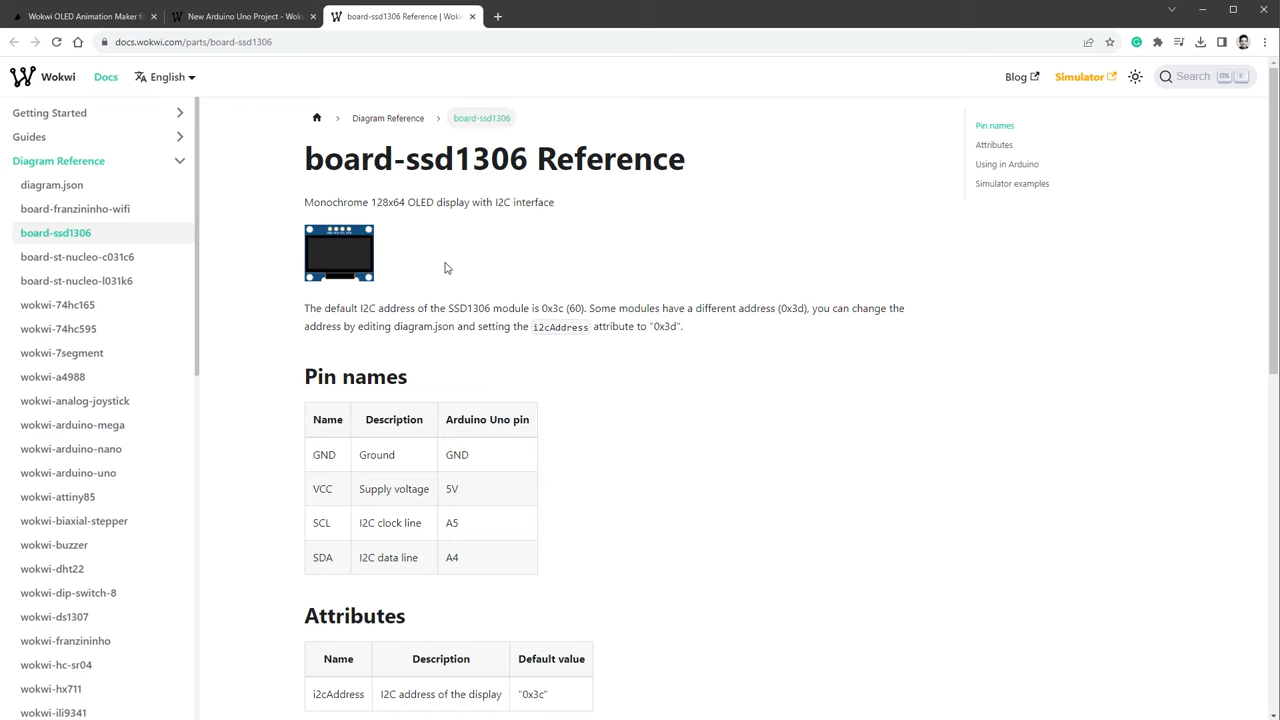 Wokwi OLED Animation Maker fo
New Arduino Uno Project - Wokw
board-ssd1306 Reference | Wokw
docs.wokwi.com/parts/board-ssd1306
Wokwi
Docs
English
Blog
Simulator
Search
CTRL
K
Getting Started
Guides
Diagram Reference
diagram.json
board-franzininho-wifi
board-ssd1306
board-st-nucleo-c031c6
board-st-nucleo-l031k6
wokwi-74hc165
wokwi-74hc595
wokwi-7segment
wokwi-a4988
wokwi-analog-joystick
wokwi-arduino-mega
wokwi-arduino-nano
wokwi-arduino-uno
wokwi-attiny85
wokwi-biaxial-stepper
wokwi-buzzer
wokwi-dht22
wokwi-dip-switch-8
wokwi-ds1307
wokwi-franzininho
wokwi-hc-sr04
wokwi-hx711
wokwi-ili9341
Diagram Reference
board-ssd1306
board-ssd1306 Reference
Monochrome 128x64 OLED display with I2C interface
The default I2C address of the SSD1306 module is 0x3c (60). Some modules have a different address (0x3d), you can change the
address by editing diagram.json and setting the i2cAddress attribute to "0x3d".
Pin names
Name Description Arduino Uno pin
GND Ground GND
VCC Supply voltage 5V
SCL I2C clock line A5
SDA I2C data line A4
Attributes
Name Description Default value
i2cAddress I2C address of the display "0x3c"
Pin names
Attributes
Using in Arduino
Simulator examples